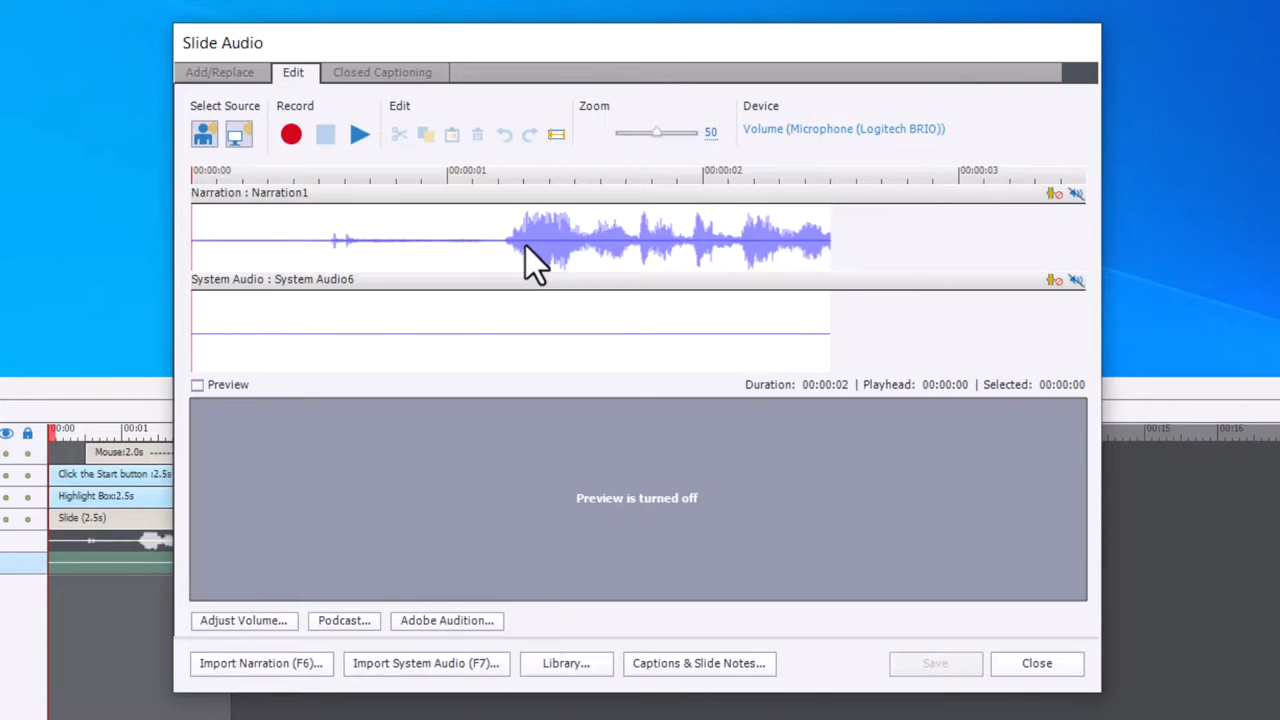 Slide Audio
Add/Replace Edit Closed Captioning
Select Source Record Edit Zoom Device
50 Volume (Microphone (Logitech BRIO))
00:00:00 00:00:01 00:00:02 00:00:03
Narration : Narration1
System Audio : System Audio6
Preview Duration: 00:00:02 | Playhead: 00:00:00 | Selected: 00:00:00
00:00 00:01 00:15 00:16
Mouse:2.0s
Click the Start button :2.5s
Highlight Box:2.5s
Preview is turned off
Slide (2.5s)
Adjust Volume... Podcast... Adobe Audition...
Import Narration (F6)... Import System Audio (F7)... Library... Captions & Slide Notes... Save Close